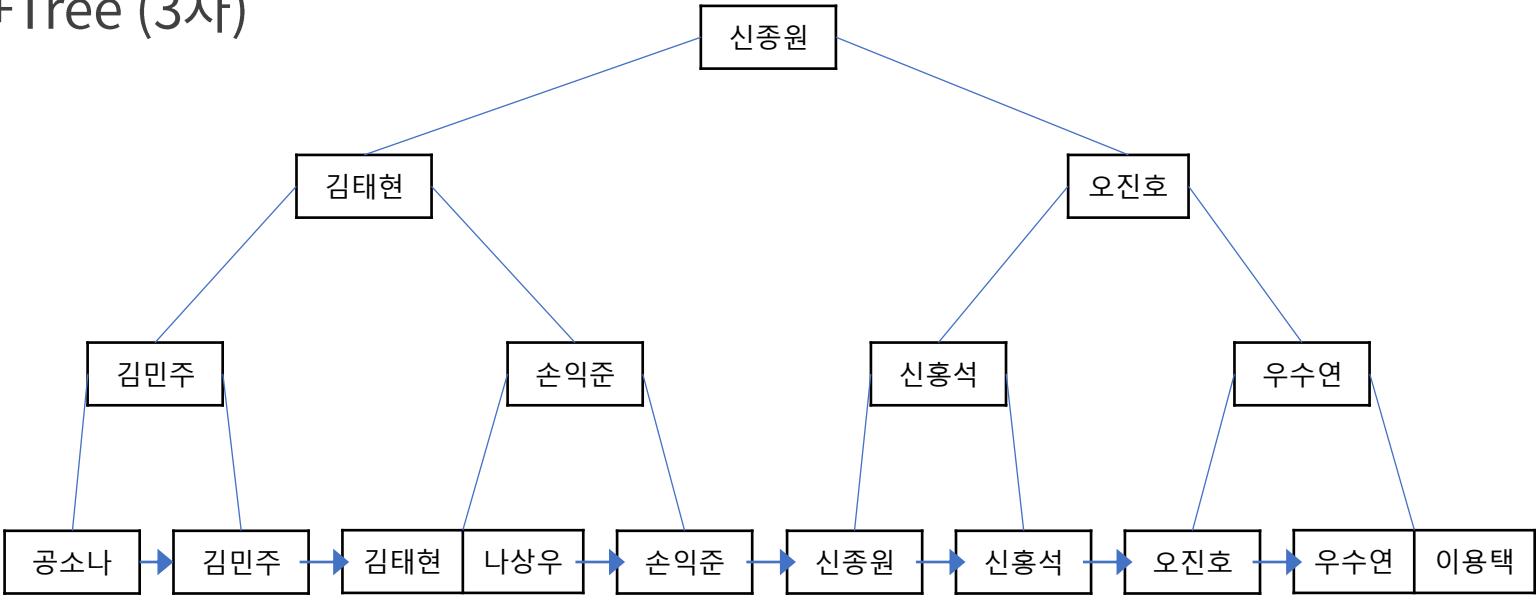 +Tree (3차)
신종원
김태현
오진호
김민주
손익준
신홍석
우수연
공소나
김민주
김태현
나상우
손익준
신종원
신홍석
오진호
우수연
이용택